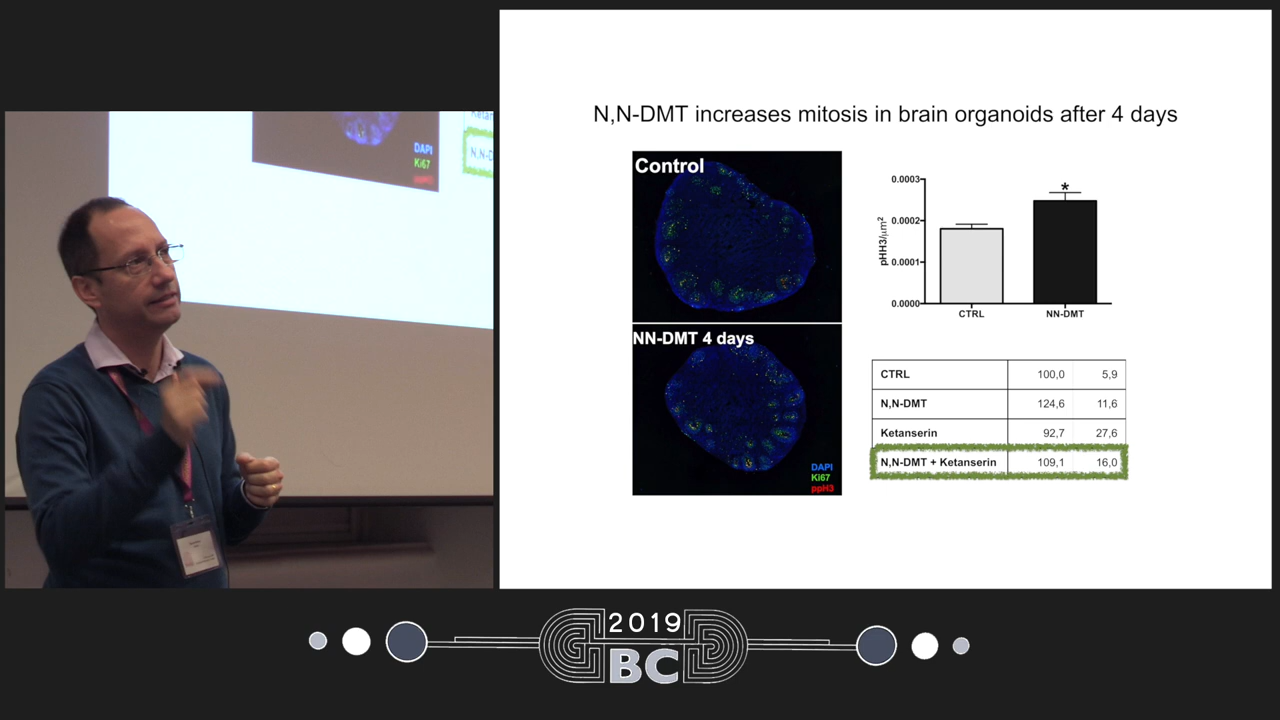 N,N-DMT increases mitosis in brain organoids after 4 days
Control
NN-DMT 4 days
DAPI
Ki67
ppH3
pHH3/µm²
0.0003
0.0002
0.0001
0.0000
*
CTRL NN-DMT
CTRL 100,0 5,9
N,N-DMT 124,6 11,6
Ketanserin 92,7 27,6
N,N-DMT + Ketanserin 109,1 16,0
DAPI
Ki67
N,N-D
2019
BC